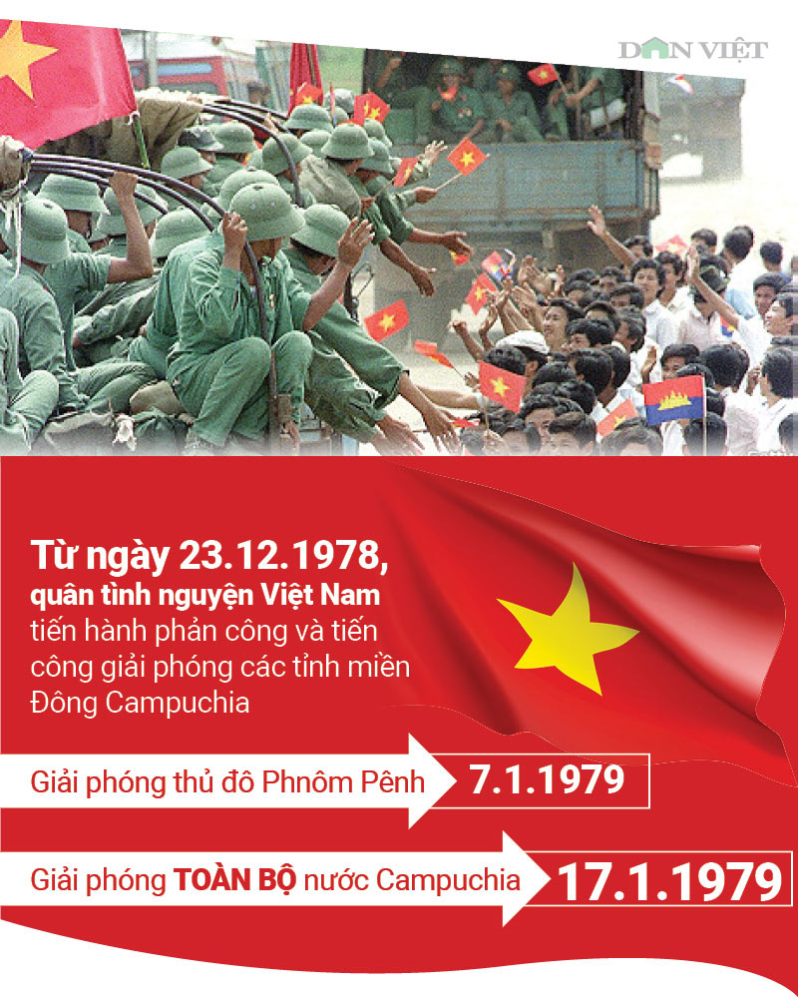 DÂN VIỆT
Từ ngày 23.12.1978,
quân tình nguyện Việt Nam
tiến hành phản công và tiến
công giải phóng các tỉnh miền
Đông Campuchia
Giải phóng thủ đô Phnôm Pênh 7.1.1979
Giải phóng TOÀN BỘ nước Campuchia 17.1.1979